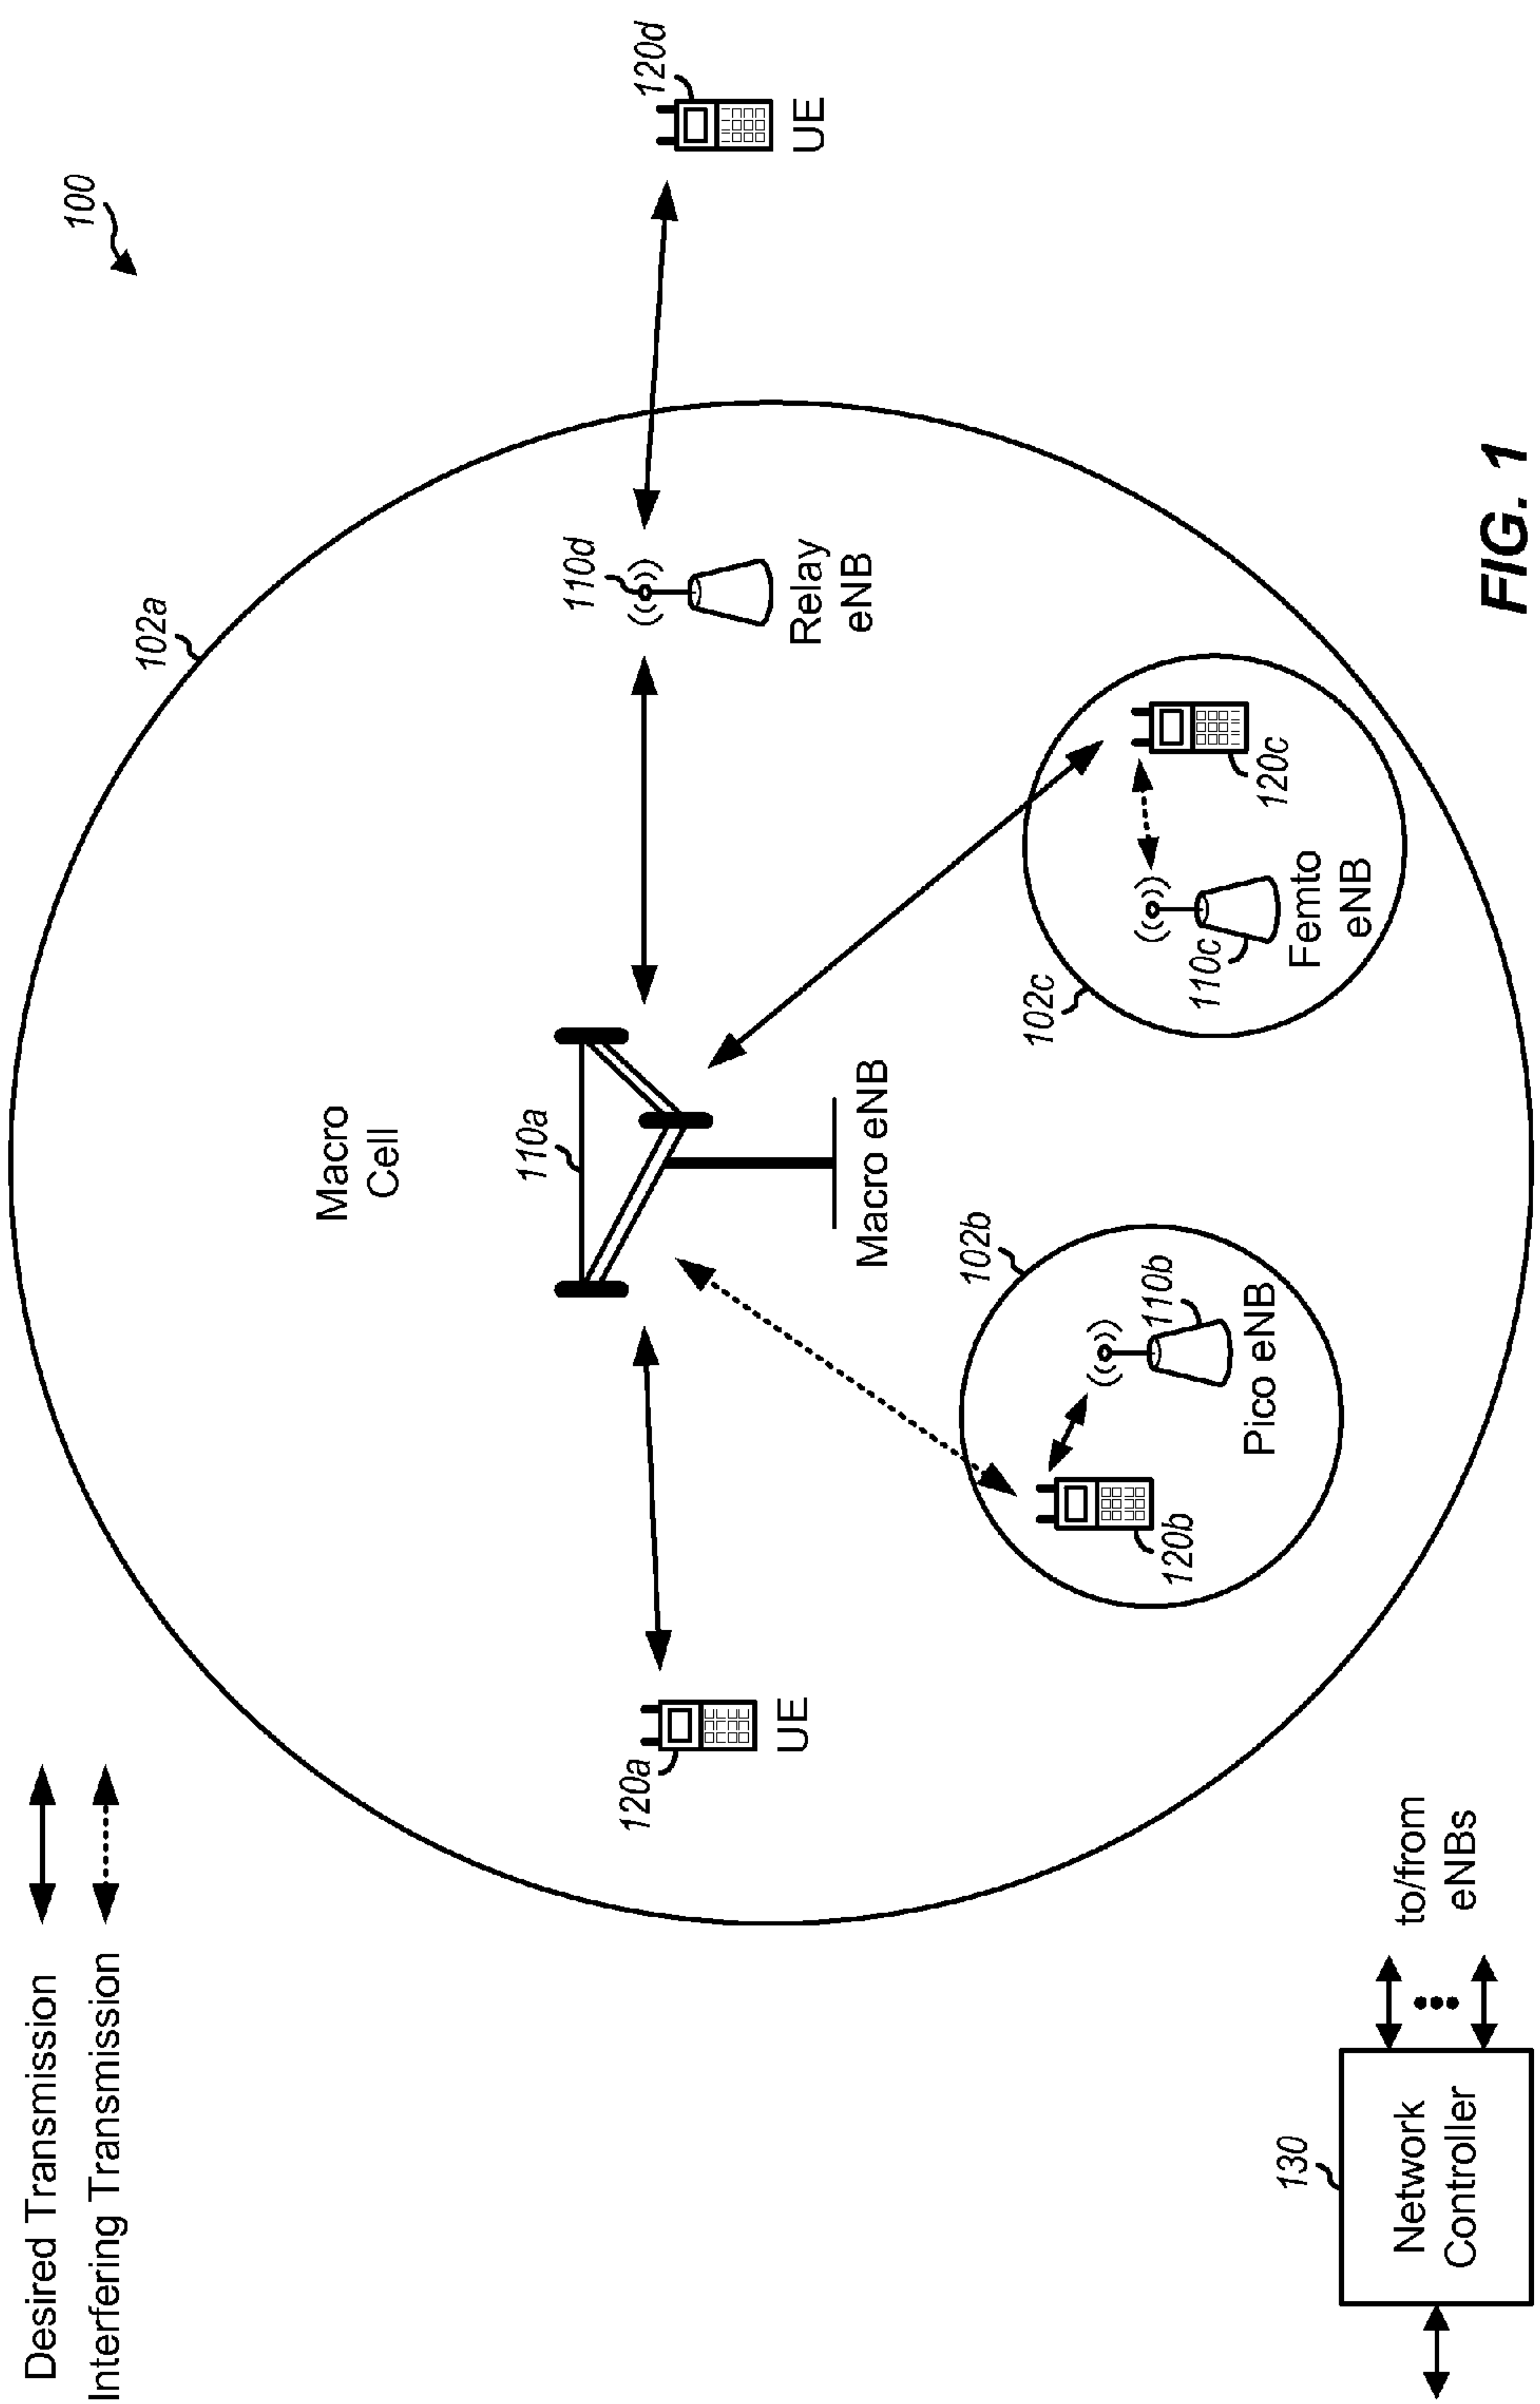 Desired Transmission
Interfering Transmission
100
102a
Macro
Cell
110a
110d
120d
120a
UE
Macro eNB
Relay
eNB
UE
102b
110b
Pico eNB
120b
102c
110c
Femto
eNB
120c
130
Network
Controller
to/from
eNBs
FIG. 1